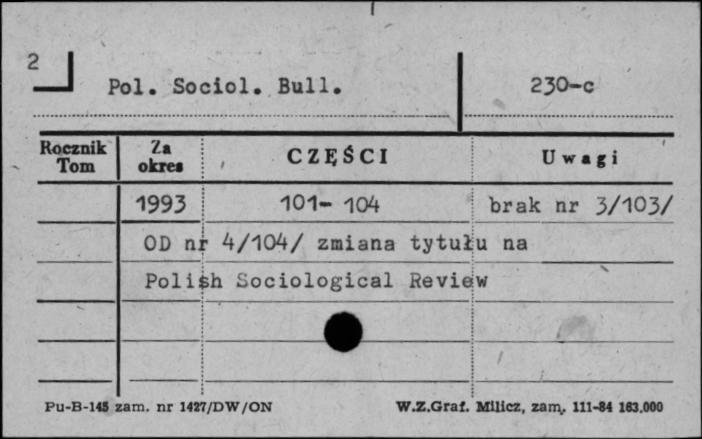 2
Pol. Sociol. Bull. 230-c
Rocznik Tom Za okres CZĘŚCI Uwagi
1993 101- 104 brak nr 3/103/
OD nr 4/104/ zmiana tytułu na
Polish Sociological Review
Pu-B-145 zam. nr 1427/DW/ON W.Z.Graf. Milicz, zam. 111-84 163.000